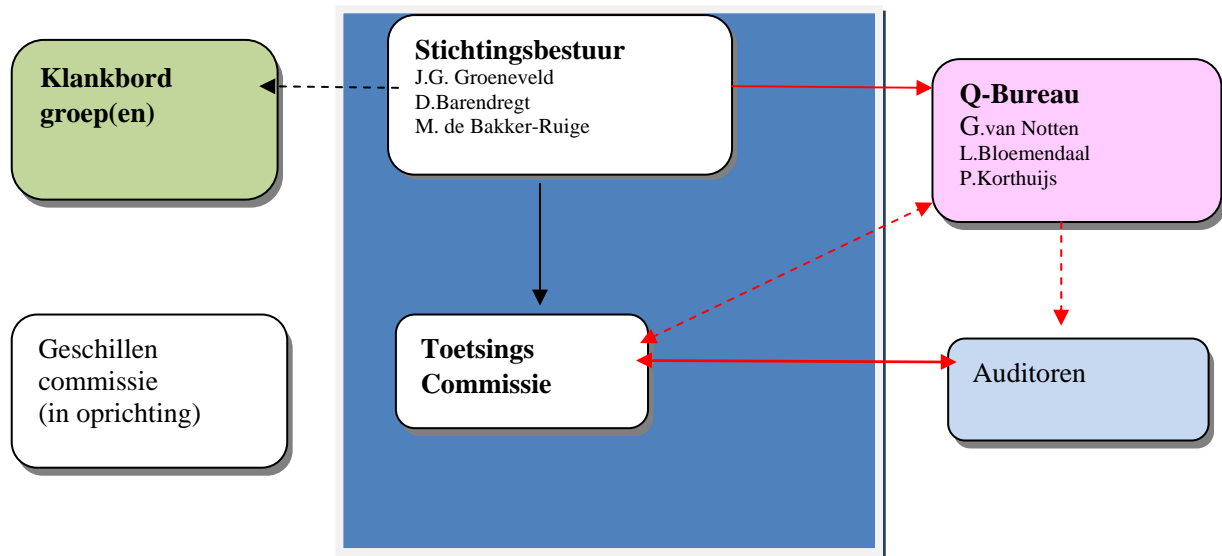 Klankbord
groep(en)
Stichtingsbestuur
J.G. Groeneveld
D.Barendregt
M. de Bakker-Ruige
Q-Bureau
G.van Notten
L.Bloemendaal
P.Korthuijs
Geschillen
commissie
(in oprichting)
Toetsings
Commissie
Auditoren